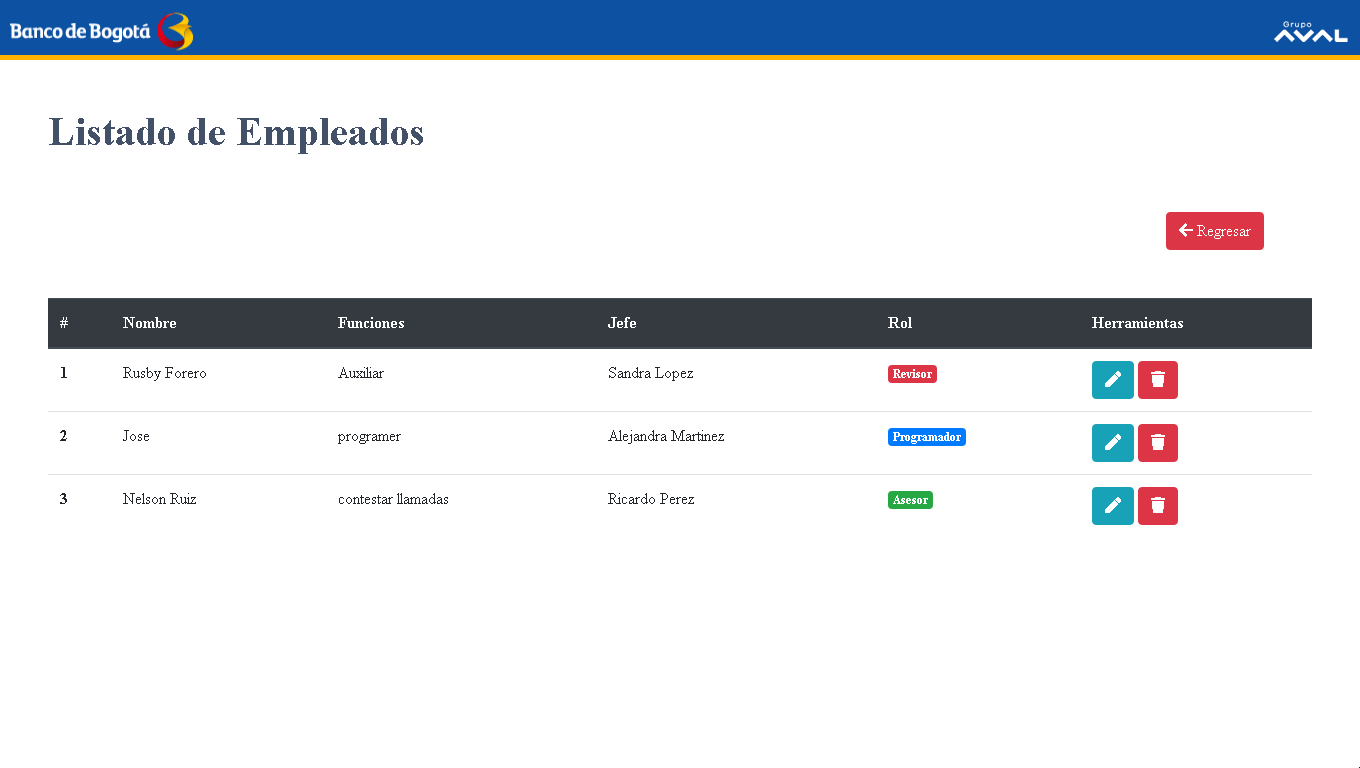 Banco de Bogotá
Grupo
AVAL
Listado de Empleados
Regresar
# Nombre Funciones Jefe Rol Herramientas
1 Rusby Forero Auxiliar Sandra Lopez Revisor
2 Jose programer Alejandra Martinez Programador
3 Nelson Ruiz contestar llamadas Ricardo Perez Asesor